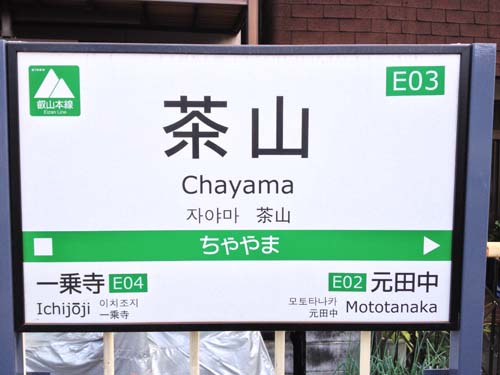 叡山本線
Eizan Line
E03
茶山
Chayama
자야마 茶山
ちゃやま
一乗寺 E04
Ichijōji 이치조지
一乗寺
E02 元田中
모토타나카 Mototanaka
元田中